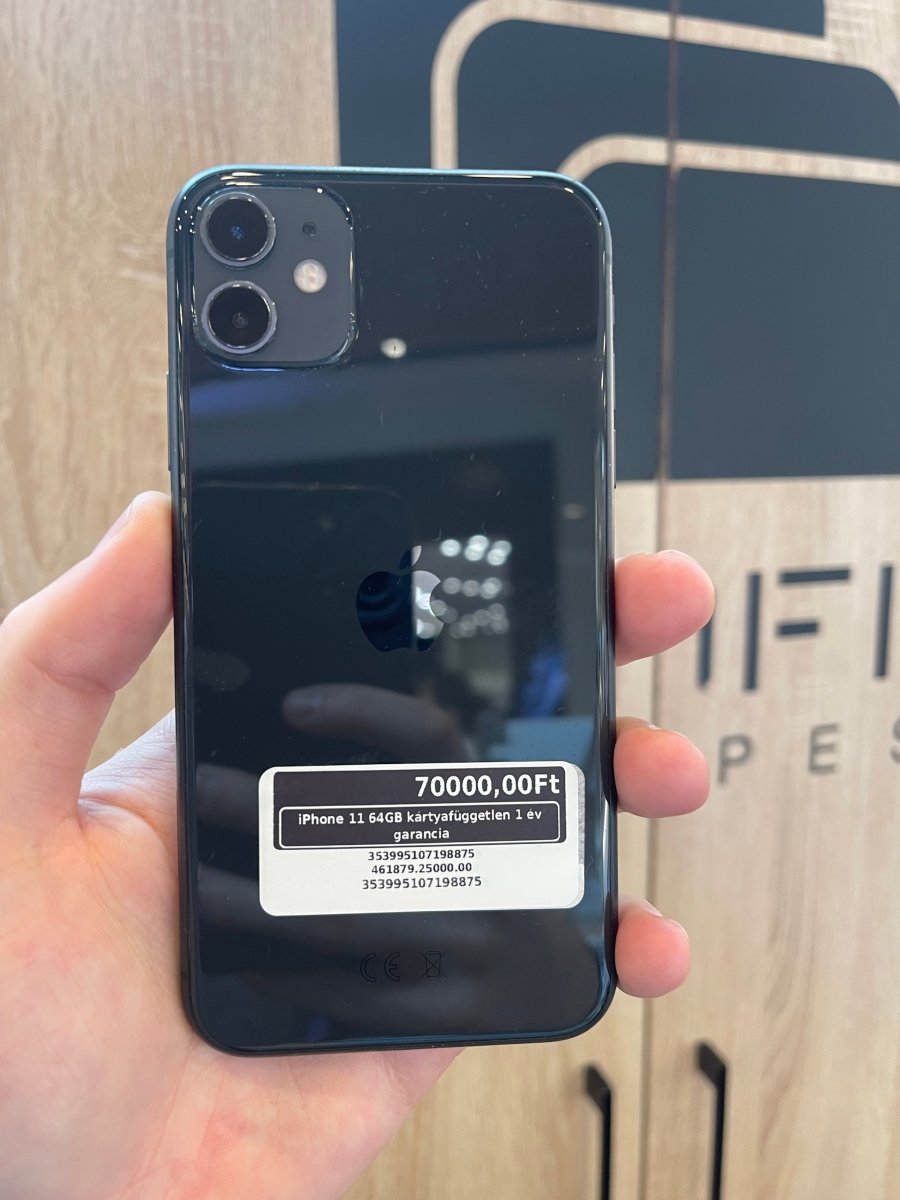 70000,00Ft
iPhone 11 64GB kártyafüggetlen 1 év
garancia
353995107198875
461879.25000.00
353995107198875
CE